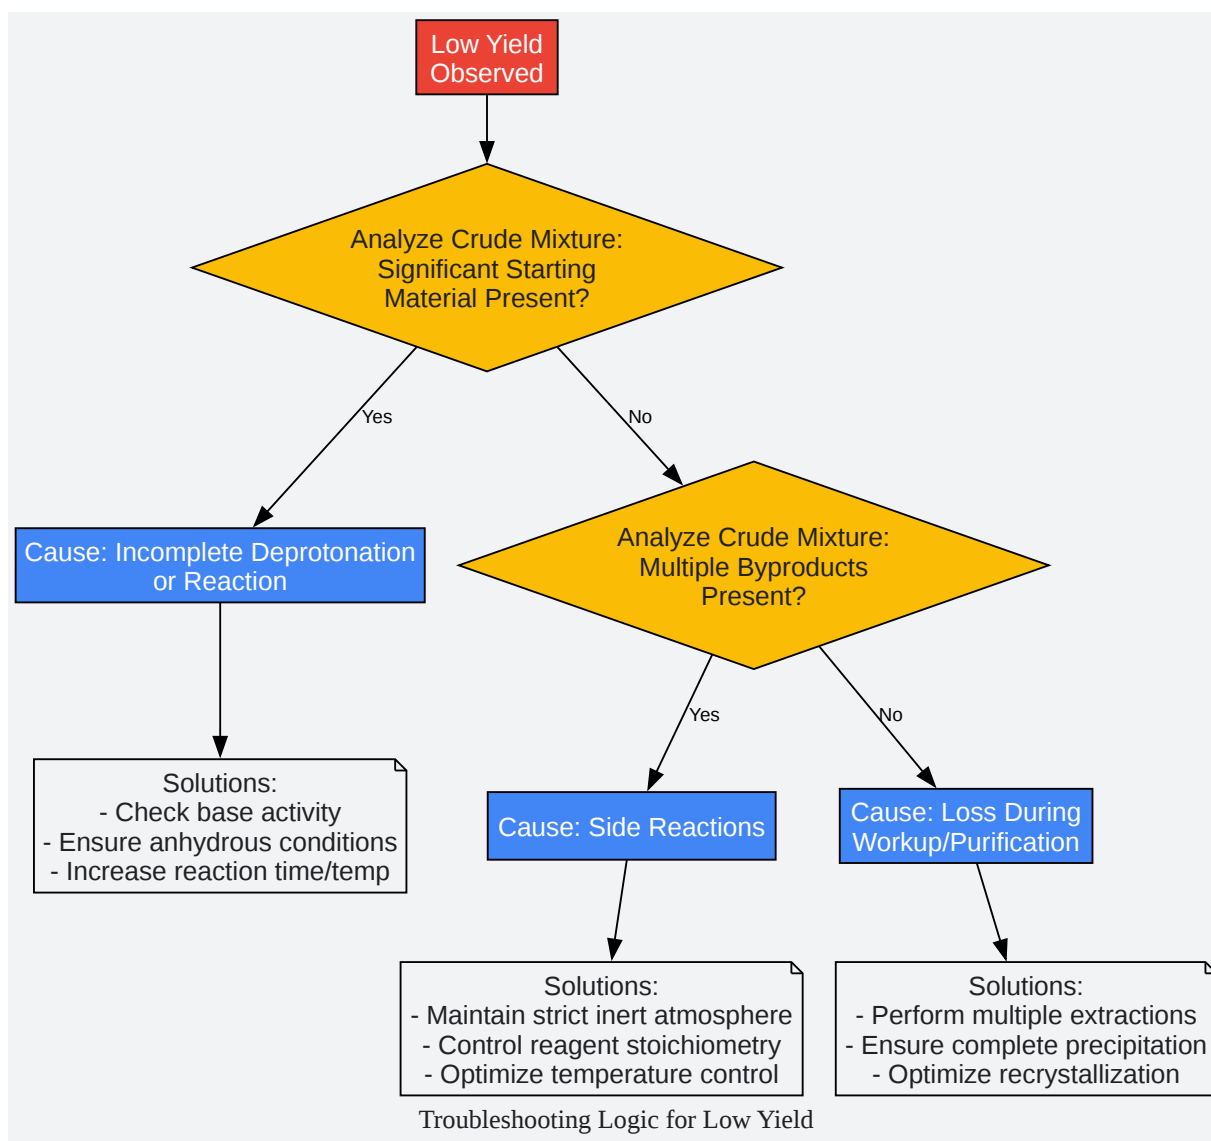 Low Yield
Observed
Analyze Crude Mixture:
Significant Starting
Material Present?
Yes
No
Cause: Incomplete Deprotonation
or Reaction
Analyze Crude Mixture:
Multiple Byproducts
Present?
Yes
No
Solutions:
- Check base activity
- Ensure anhydrous conditions
- Increase reaction time/temp
Cause: Side Reactions
Cause: Loss During
Workup/Purification
Solutions:
- Maintain strict inert atmosphere
- Control reagent stoichiometry
- Optimize temperature control
Solutions:
- Perform multiple extractions
- Ensure complete precipitation
- Optimize recrystallization
Troubleshooting Logic for Low Yield